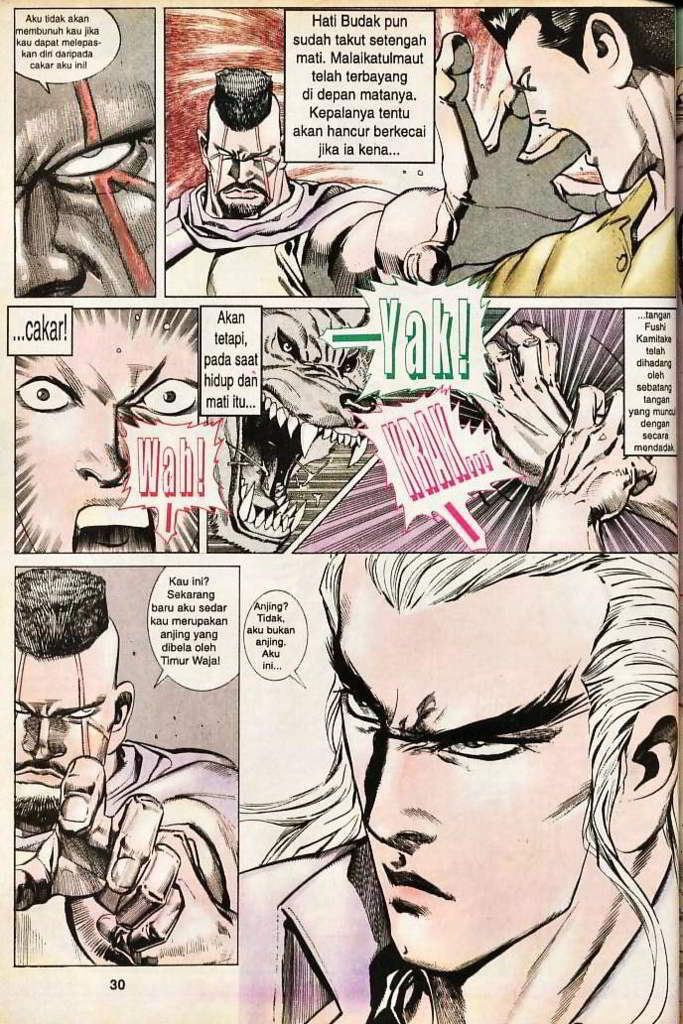 Aku tidak akan
membunuh kau jika
kau dapat melepas-
kan diri daripada
cakar aku ini!
Hati Budak pun
sudah takut setengah
mati. Malaikatulmaut
telah terbayang
di depan matanya.
Kepalanya tentu
akan hancur berkecai
jika ia kena...
...cakar!
Wah!
Akan
tetapi,
pada saat
hidup dan
mati itu...
Yak!
KRAK...
...tangan
Fushi
Kamitake
telah
dihadang
oleh
sebatang
tangan
yang muncul
dengan
secara
mendadak.
Kau ini?
Sekarang
baru aku sedar
kau merupakan
anjing yang
dibela oleh
Timur Waja!
Anjing?
Tidak,
aku bukan
anjing.
Aku
ini...
30